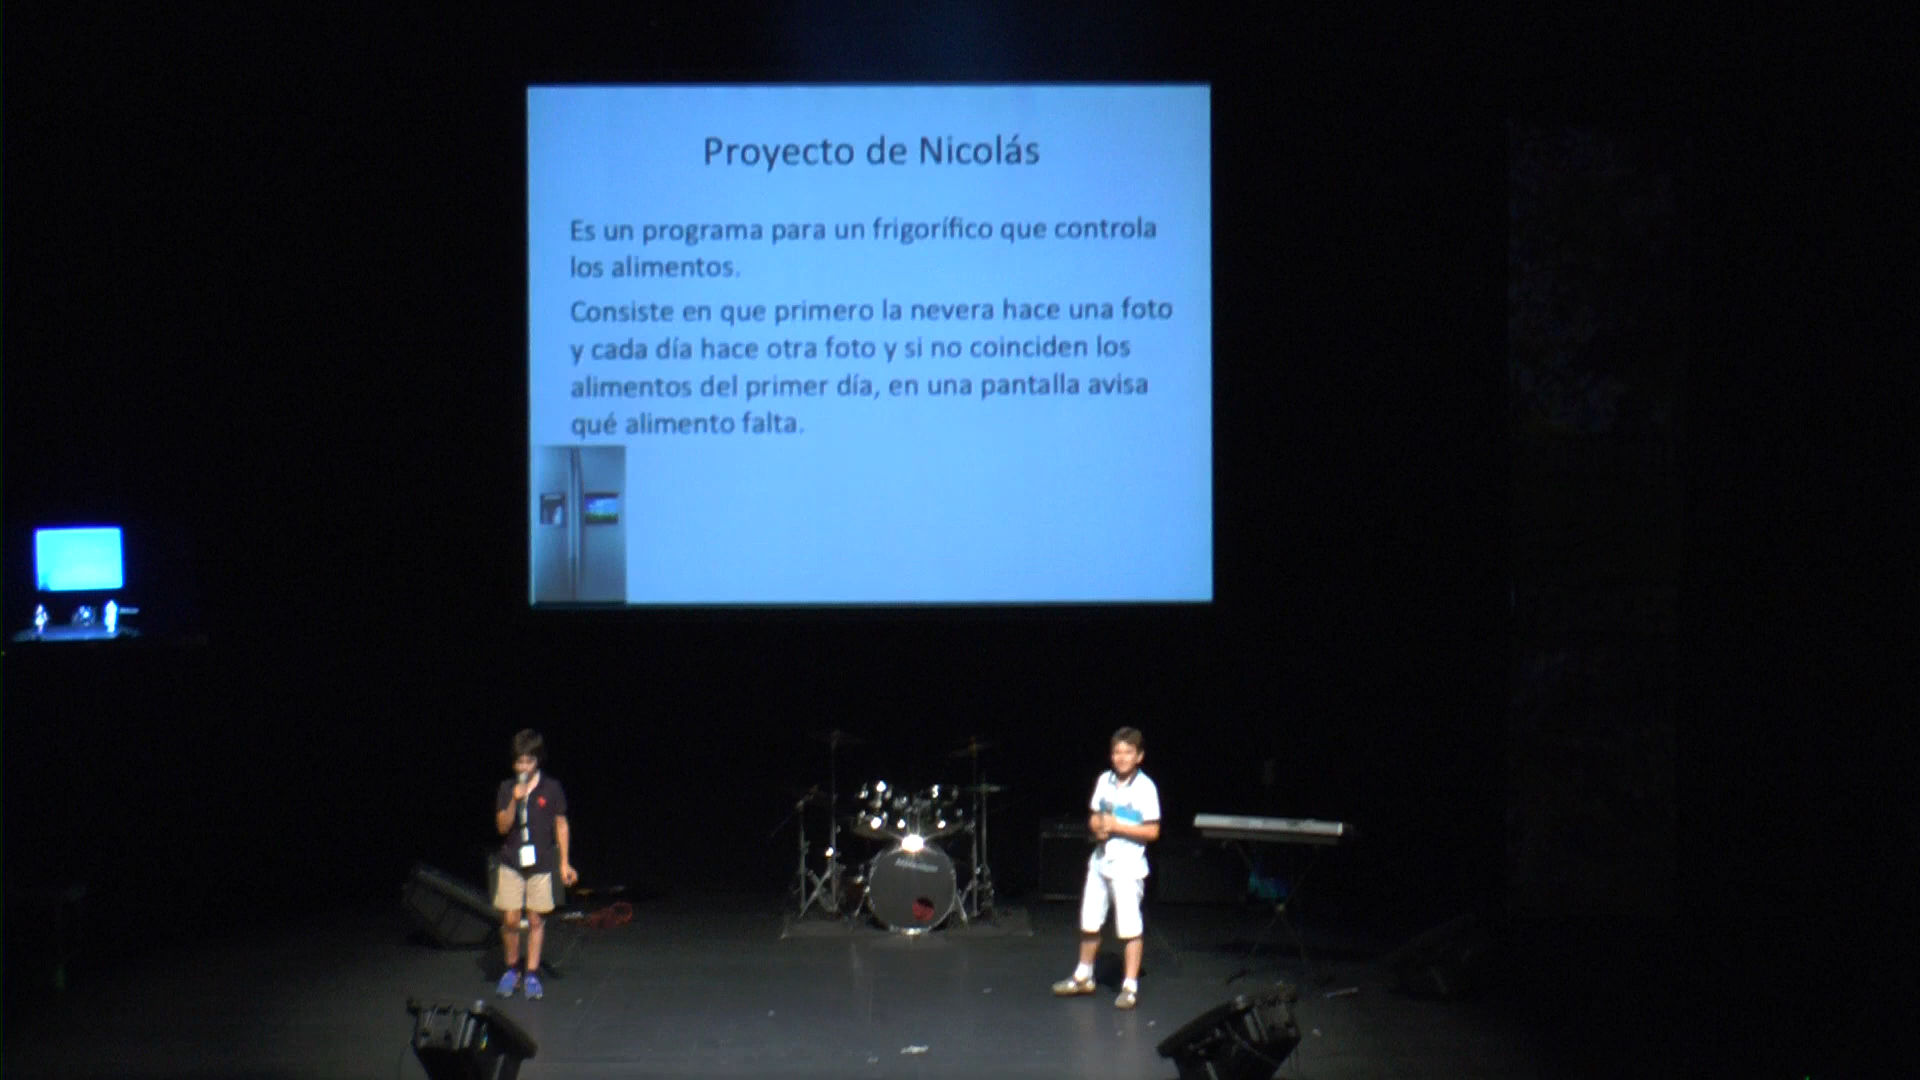 Proyecto de Nicolás
Es un programa para un frigorífico que controla
los alimentos.
Consiste en que primero la nevera hace una foto
y cada día hace otra foto y si no coinciden los
alimentos del primer día, en una pantalla avisa
qué alimento falta.